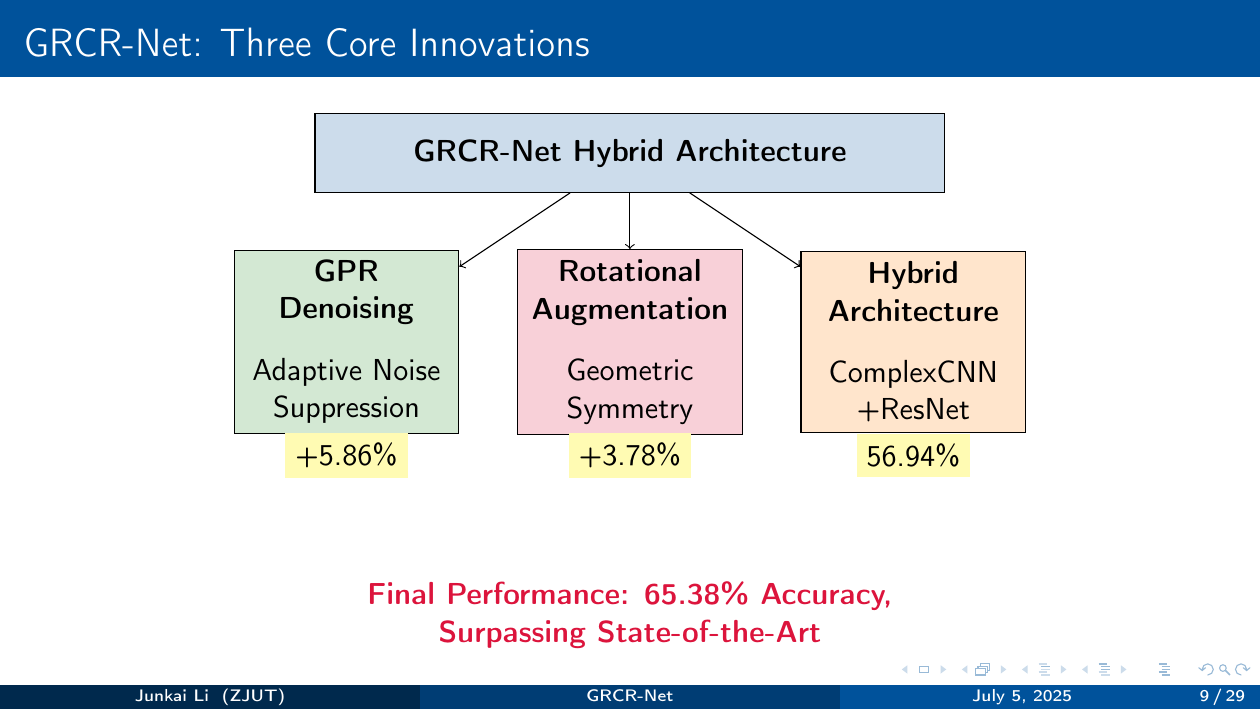 GRCR-Net: Three Core Innovations
GRCR-Net Hybrid Architecture
GPR
Denoising
Adaptive Noise
Suppression
+5.86%
Rotational
Augmentation
Geometric
Symmetry
+3.78%
Hybrid
Architecture
ComplexCNN
+ResNet
56.94%
Final Performance: 65.38% Accuracy,
Surpassing State-of-the-Art
Junkai Li (ZJUT)
GRCR-Net
July 5, 2025
9 / 29